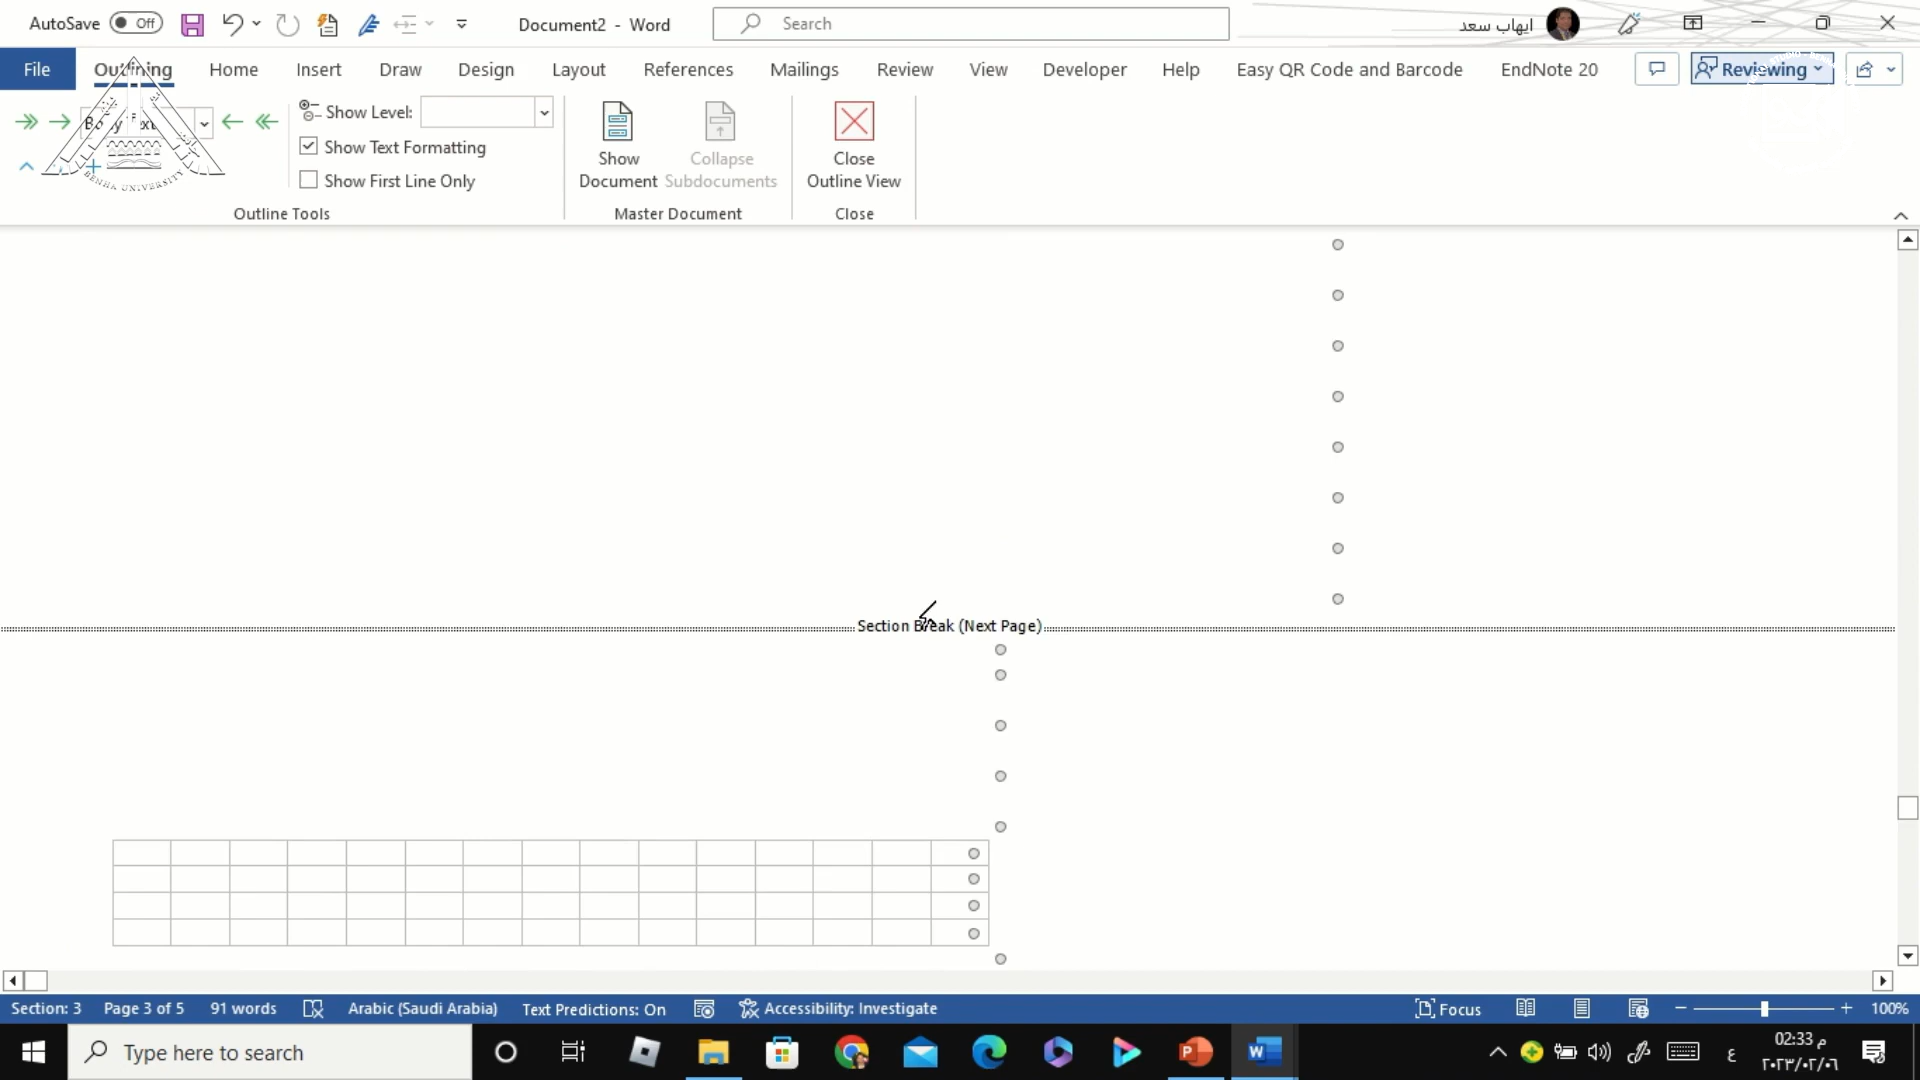 AutoSave Off Document2 - Word Search ايهاب سعد
File Outlining Home Insert Draw Design Layout References Mailings Review View Developer Help Easy QR Code and Barcode EndNote 20 Reviewing
Body Text Show Level:
Show Text Formatting
Show First Line Only
Show Document
Collapse Subdocuments
Close Outline View
BENHA UNIVERSITY
Outline Tools Master Document Close
Section Break (Next Page)
Section: 3 Page 3 of 5 91 words Arabic (Saudi Arabia) Text Predictions: On Accessibility: Investigate Focus 100%
Type here to search ع 02:33 م
٢٠٢٣/٠٢/٠٦